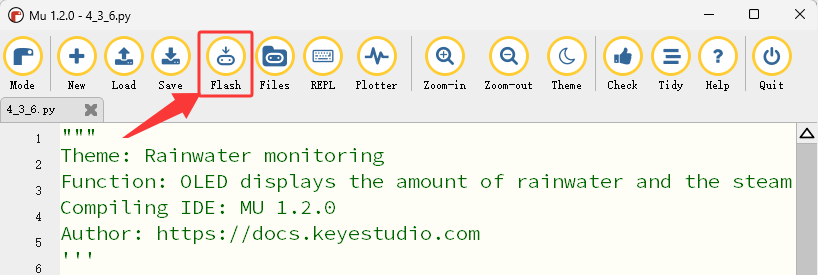 Mu 1.2.0 - 4_3_6.py
Mode New Load Save Flash Files REPL Plotter Zoom-in Zoom-out Theme Check Tidy Help Quit
4_3_6.py
1 """
2 Theme: Rainwater monitoring
3 Function: OLED displays the amount of rainwater and the steam
4 Compiling IDE: MU 1.2.0
5 Author: https://docs.keyestudio.com
6 '''